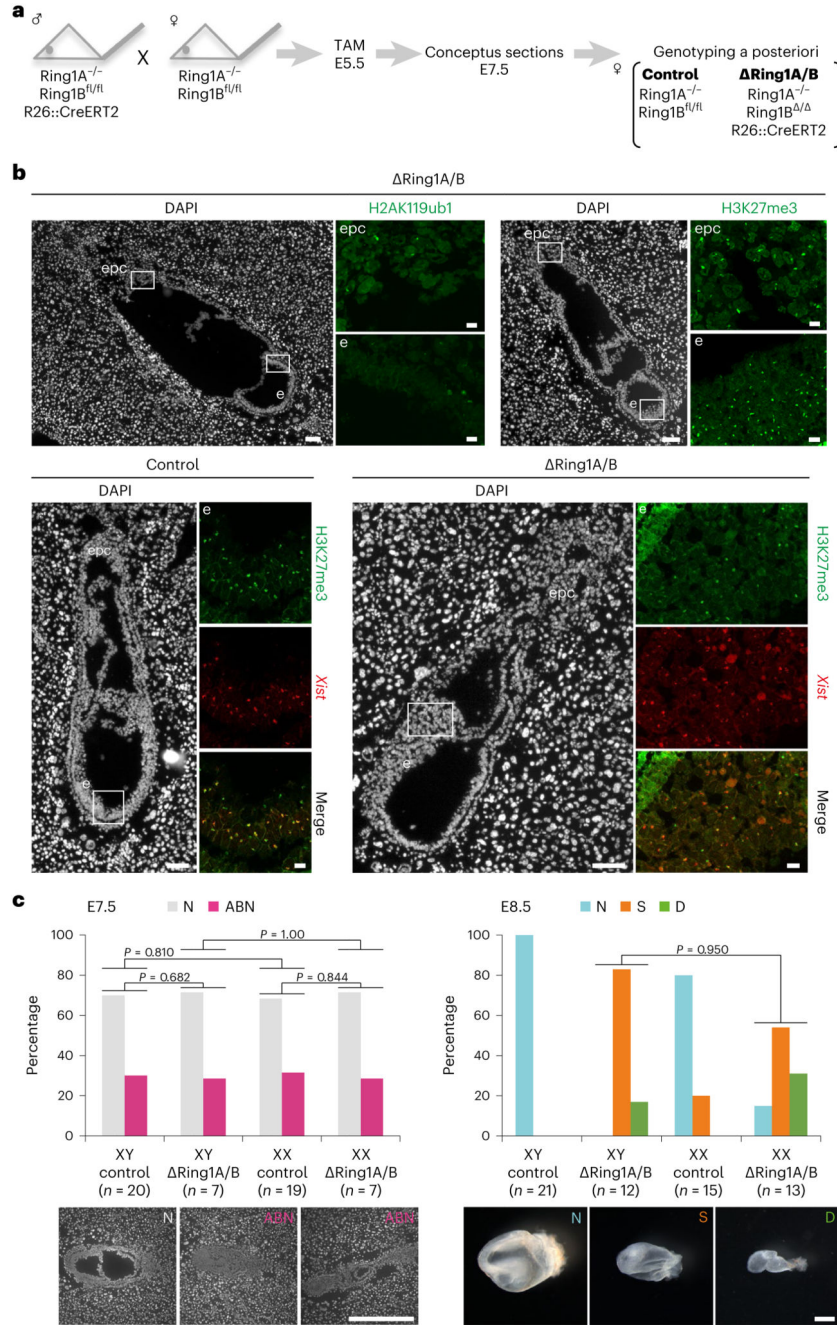 a
♂
♀
X
Ring1A⁻/⁻
Ring1Bfl/fl
R26::CreERT2
Ring1A⁻/⁻
Ring1Bfl/fl
TAM
E5.5
Conceptus sections
E7.5
Genotyping a posteriori
♀
Control
ΔRing1A/B
Ring1A⁻/⁻
Ring1A⁻/⁻
Ring1Bfl/fl
Ring1BΔ/Δ
R26::CreERT2
b
ΔRing1A/B
DAPI
H2AK119ub1
DAPI
H3K27me3
epc
epc
epc
epc
e
e
e
e
Control
ΔRing1A/B
DAPI
DAPI
epc
e
e
H3K27me3
Xist
Merge
epc
e
e
H3K27me3
Xist
Merge
c
E7.5
N
ABN
Percentage
100
80
60
40
20
0
P = 1.00
P = 0.810
P = 0.682
P = 0.844
XY
control
(n = 20)
XY
ΔRing1A/B
(n = 7)
XX
control
(n = 19)
XX
ΔRing1A/B
(n = 7)
N
ABN
ABN
E8.5
N
S
D
Percentage
100
80
60
40
20
0
P = 0.950
XY
control
(n = 21)
XY
ΔRing1A/B
(n = 12)
XX
control
(n = 15)
XX
ΔRing1A/B
(n = 13)
N
S
D